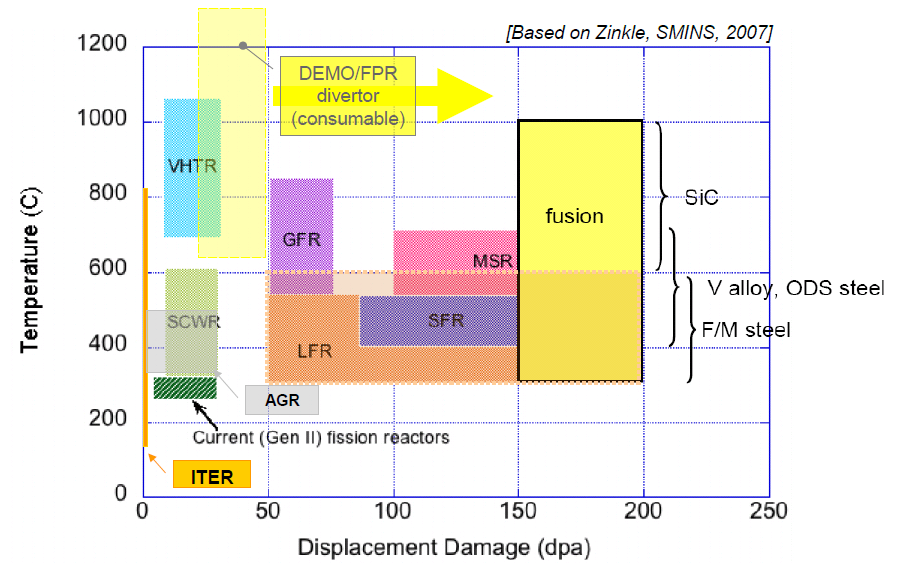 [Based on Zinkle, SMINS, 2007]
1200
1000
800
600
400
200
0
Temperature (C)
DEMO/FPR
divertor
(consumable)
VHTR
GFR
MSR
fusion
SiC
V alloy, ODS steel
F/M steel
SCWR
SFR
LFR
AGR
Current (Gen II) fission reactors
ITER
0
50
100
150
200
250
Displacement Damage (dpa)